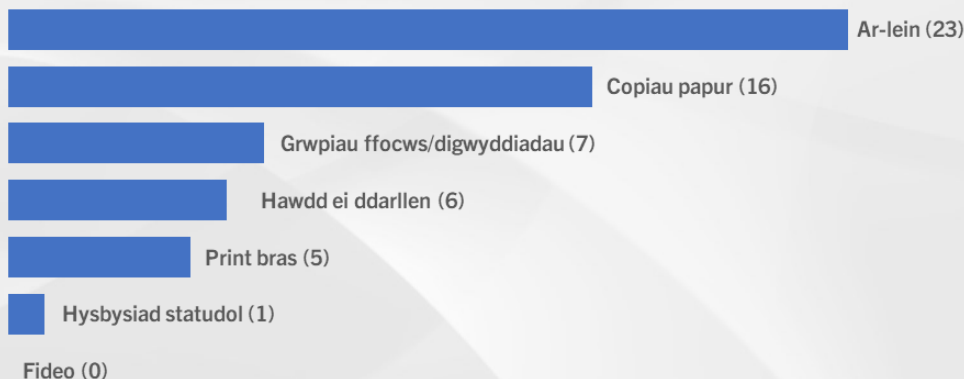 Ar-lein (23)
Copiau papur (16)
Grwpiau ffocws/digwyddiadau (7)
Hawdd ei ddarllen (6)
Print bras (5)
Hysbysiad statudol (1)
Fideo (0)